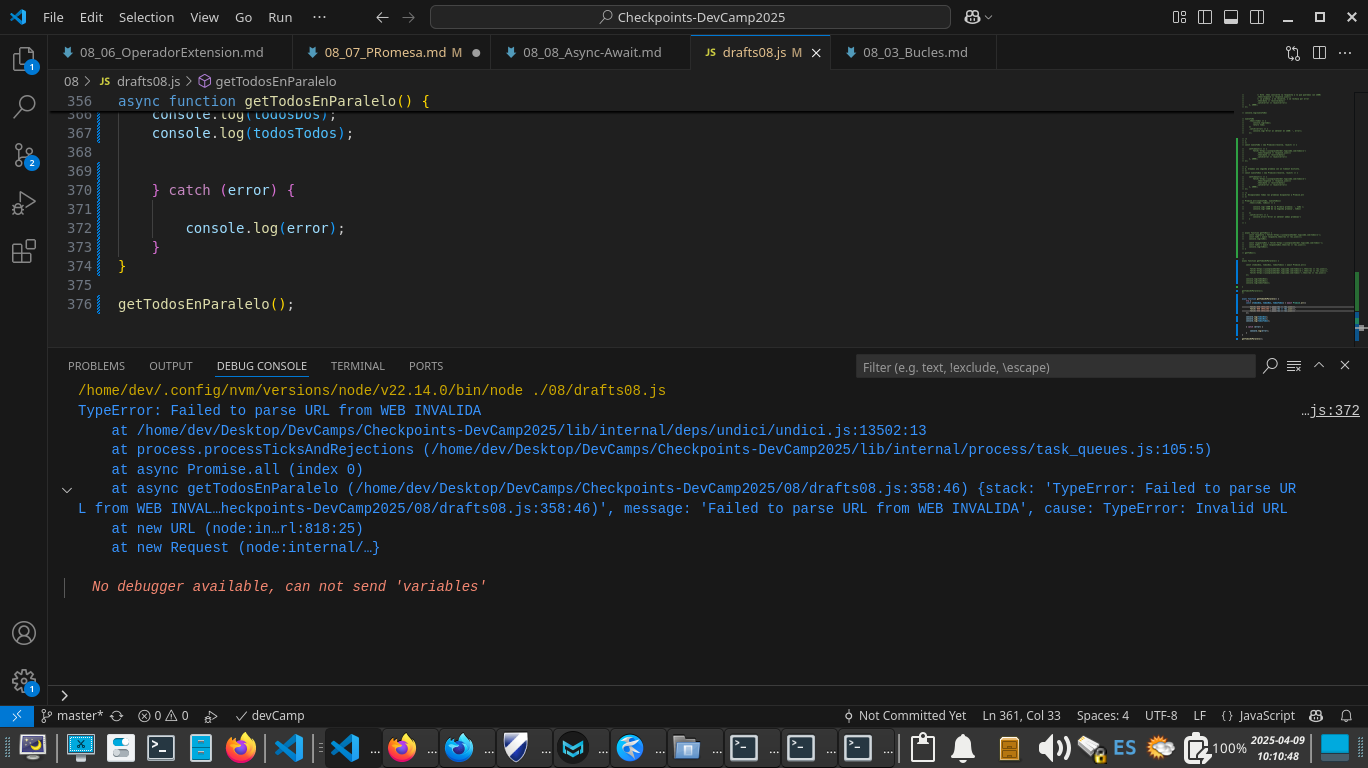 File Edit Selection View Go Run ··· Checkpoints-DevCamp2025
1
08_06_OperadorExtension.md 08_07_PRomesa.md M 08_08_Async-Await.md JS drafts08.js M 08_03_Bucles.md ···
08 > JS drafts08.js > getTodosEnParalelo
356 async function getTodosEnParalelo() {
366 console.log(todosDos);
367 console.log(todosTodos);
368
2
369
370 } catch (error) {
371
372 console.log(error);
373 }
374 }
375
376 getTodosEnParalelo();
PROBLEMS OUTPUT DEBUG CONSOLE TERMINAL PORTS Filter (e.g. text, !exclude, \escape)
/home/dev/.config/nvm/versions/node/v22.14.0/bin/node ./08/drafts08.js
TypeError: Failed to parse URL from WEB INVALIDA …js:372
at /home/dev/Desktop/DevCamps/Checkpoints-DevCamp2025/lib/internal/deps/undici/undici.js:13502:13
at process.processTicksAndRejections (/home/dev/Desktop/DevCamps/Checkpoints-DevCamp2025/lib/internal/process/task_queues.js:105:5)
at async Promise.all (index 0)
at async getTodosEnParalelo (/home/dev/Desktop/DevCamps/Checkpoints-DevCamp2025/08/drafts08.js:358:46) {stack: 'TypeError: Failed to parse UR
L from WEB INVAL…heckpoints-DevCamp2025/08/drafts08.js:358:46)', message: 'Failed to parse URL from WEB INVALIDA', cause: TypeError: Invalid URL
at new URL (node:in…rl:818:25)
at new Request (node:internal/…}
No debugger available, can not send 'variables'
1
>
master* 0 0 devCamp Not Committed Yet Ln 361, Col 33 Spaces: 4 UTF-8 LF {} JavaScript
... ... ... ... ... ... ... ... ... ... ES 100% 2025-04-09
10:10:48